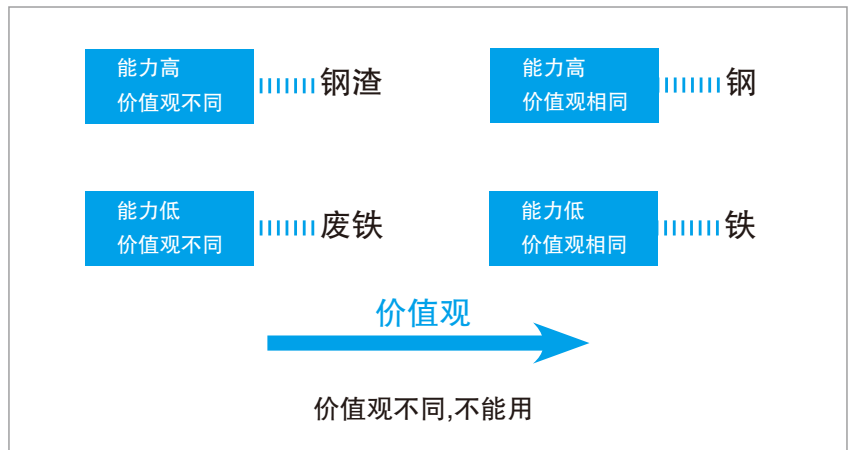 能力高
价值观不同
钢渣
能力高
价值观相同
钢
能力低
价值观不同
废铁
能力低
价值观相同
铁
价值观
价值观不同,不能用